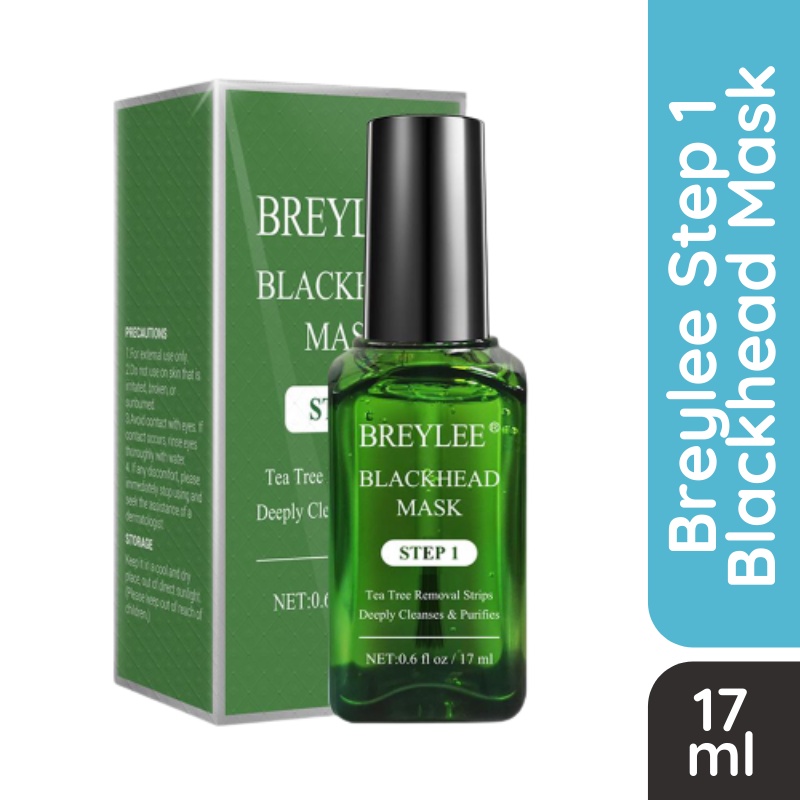 PRECAUTIONS
1.For external use only.
2.Do not use on skin that is
irritated, broken, or
sunburned.
3.Avoid contact with eyes. If
contact occurs, rinse eyes
thoroughly with water.
4. If any discomfort, please
immediately stop using and
seek the assistance of a
dermatologist.
STORAGE
Keep it in a cool and dry
place, out of direct sunlight.
(Please keep out of reach of
children.)
BREYL
BLACKH
MAS
ST
Tea Tree
Deeply Cle
NET:0.6
BREYLEE®
BLACKHEAD
MASK
STEP 1
Tea Tree Removal Strips
Deeply Cleanses & Purifies
NET:0.6 fl oz / 17 ml
Breylee Step 1
Blackhead Mask
17
ml